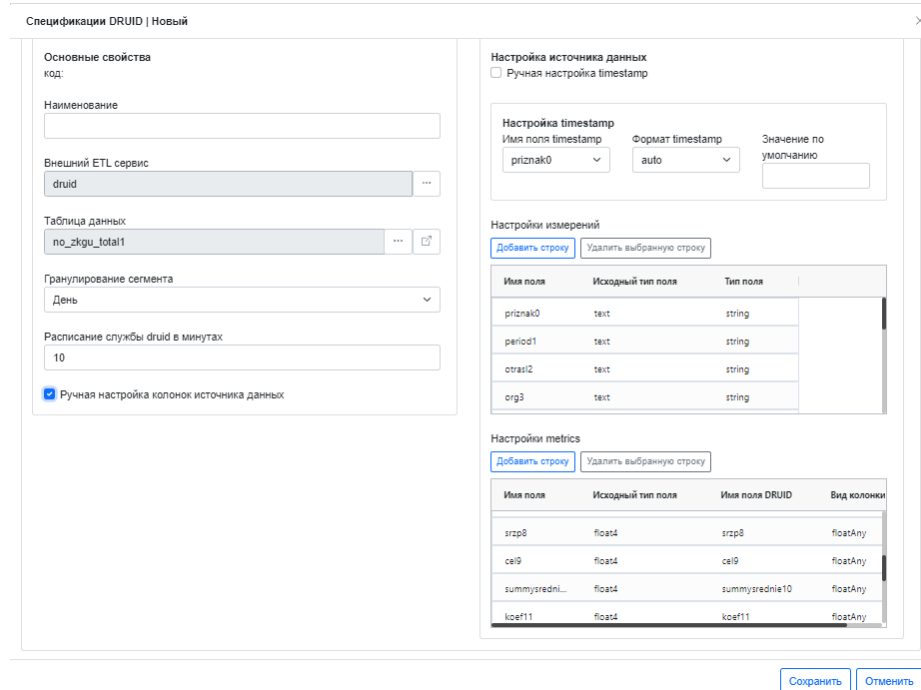 Спецификации DRUID | Новый
Основные свойства
код:
Наименование
Внешний ETL сервис
druid
Таблица данных
no_zkgu_total1
Гранулирование сегмента
День
Расписание службы druid в минутах
10
Ручная настройка колонок источника данных
Настройка источника данных
Ручная настройка timestamp
Настройка timestamp
Имя поля timestamp Формат timestamp Значение по
умолчанию
priznak0 auto
Настройки измерений
Добавить строку Удалить выбранную строку
Имя поля Исходный тип поля Тип поля
priznak0 text string
period1 text string
otrasl2 text string
org3 text string
Настройки metrics
Добавить строку Удалить выбранную строку
Имя поля Исходный тип поля Имя поля DRUID Вид колонки
srzp8 float4 srzp8 floatAny
cel9 float4 cel9 floatAny
summysredni... float4 summysrednie10 floatAny
koef11 float4 koef11 floatAny
Сохранить Отменить